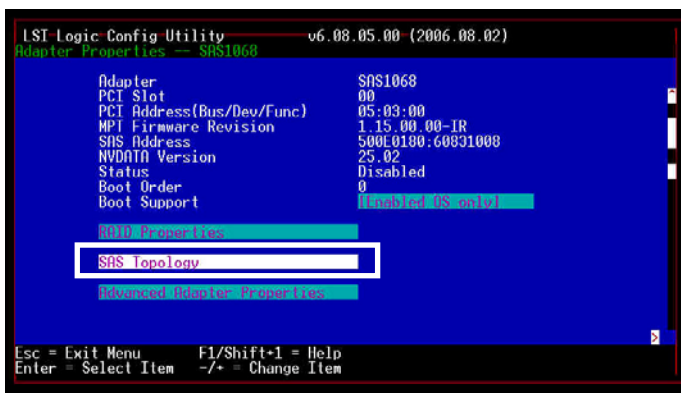 LSI Logic Config Utility v6.08.05.00 (2006.08.02)
Adapter Properties -- SAS1068
Adapter SAS1068
PCI Slot 00
PCI Address(Bus/Dev/Func) 05:03:00
MPT Firmware Revision 1.15.00.00-IR
SAS Address 500E0180:60831008
NVDATA Version 25.02
Status Disabled
Boot Order 0
Boot Support [Enabled OS only]
RAID Properties
SAS Topology
Advanced Adapter Properties
Esc = Exit Menu F1/Shift+1 = Help
Enter = Select Item -/+ = Change Item